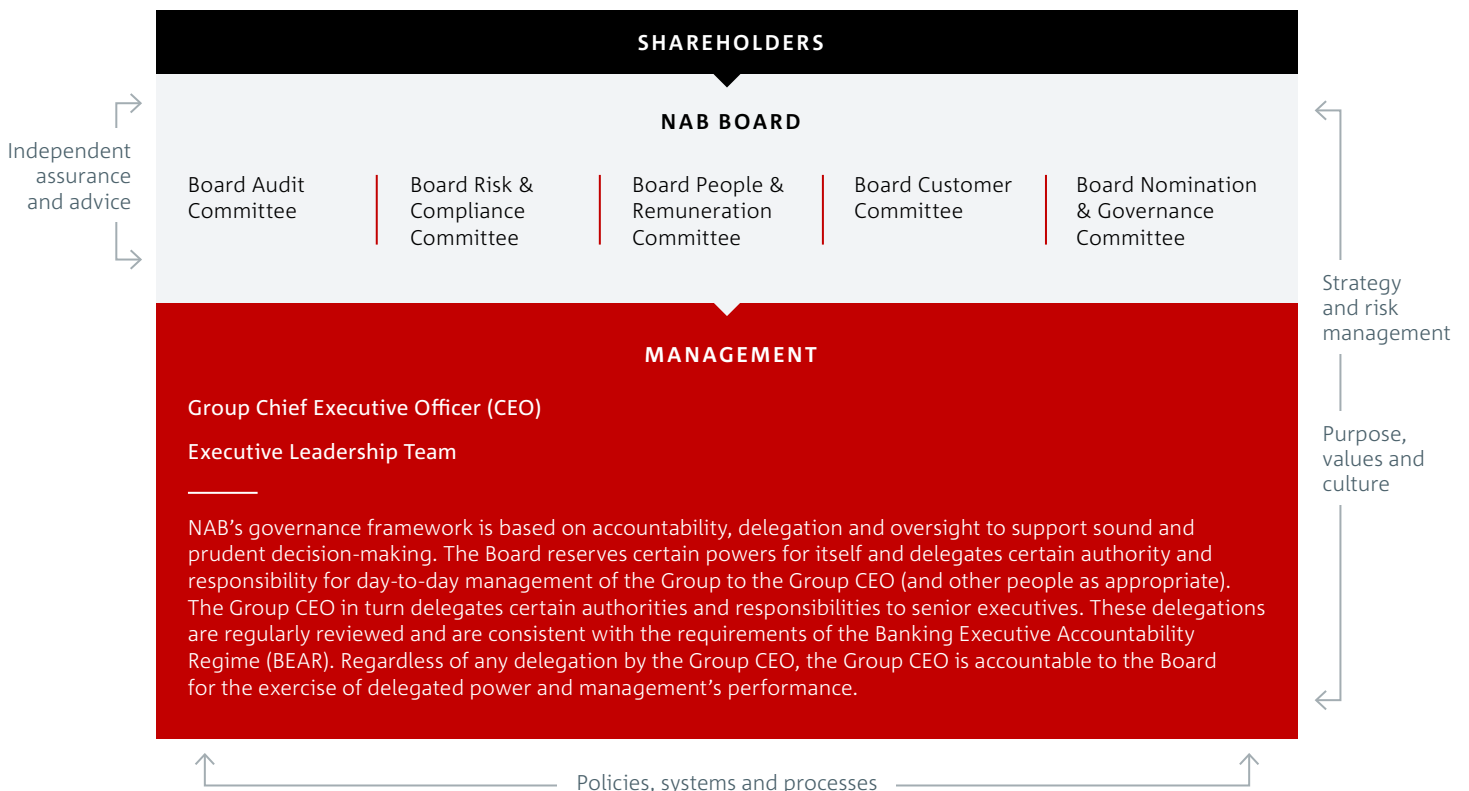 SHAREHOLDERS
NAB BOARD
Independent
assurance
and advice
Board Audit
Committee
Board Risk &
Compliance
Committee
Board People &
Remuneration
Committee
Board Customer
Committee
Board Nomination
& Governance
Committee
Strategy
and risk
management
Purpose,
values and
culture
MANAGEMENT
Group Chief Executive Officer (CEO)
Executive Leadership Team
NAB’s governance framework is based on accountability, delegation and oversight to support sound and
prudent decision-making. The Board reserves certain powers for itself and delegates certain authority and
responsibility for day-to-day management of the Group to the Group CEO (and other people as appropriate).
The Group CEO in turn delegates certain authorities and responsibilities to senior executives. These delegations
are regularly reviewed and are consistent with the requirements of the Banking Executive Accountability
Regime (BEAR). Regardless of any delegation by the Group CEO, the Group CEO is accountable to the Board
for the exercise of delegated power and management’s performance.
Policies, systems and processes